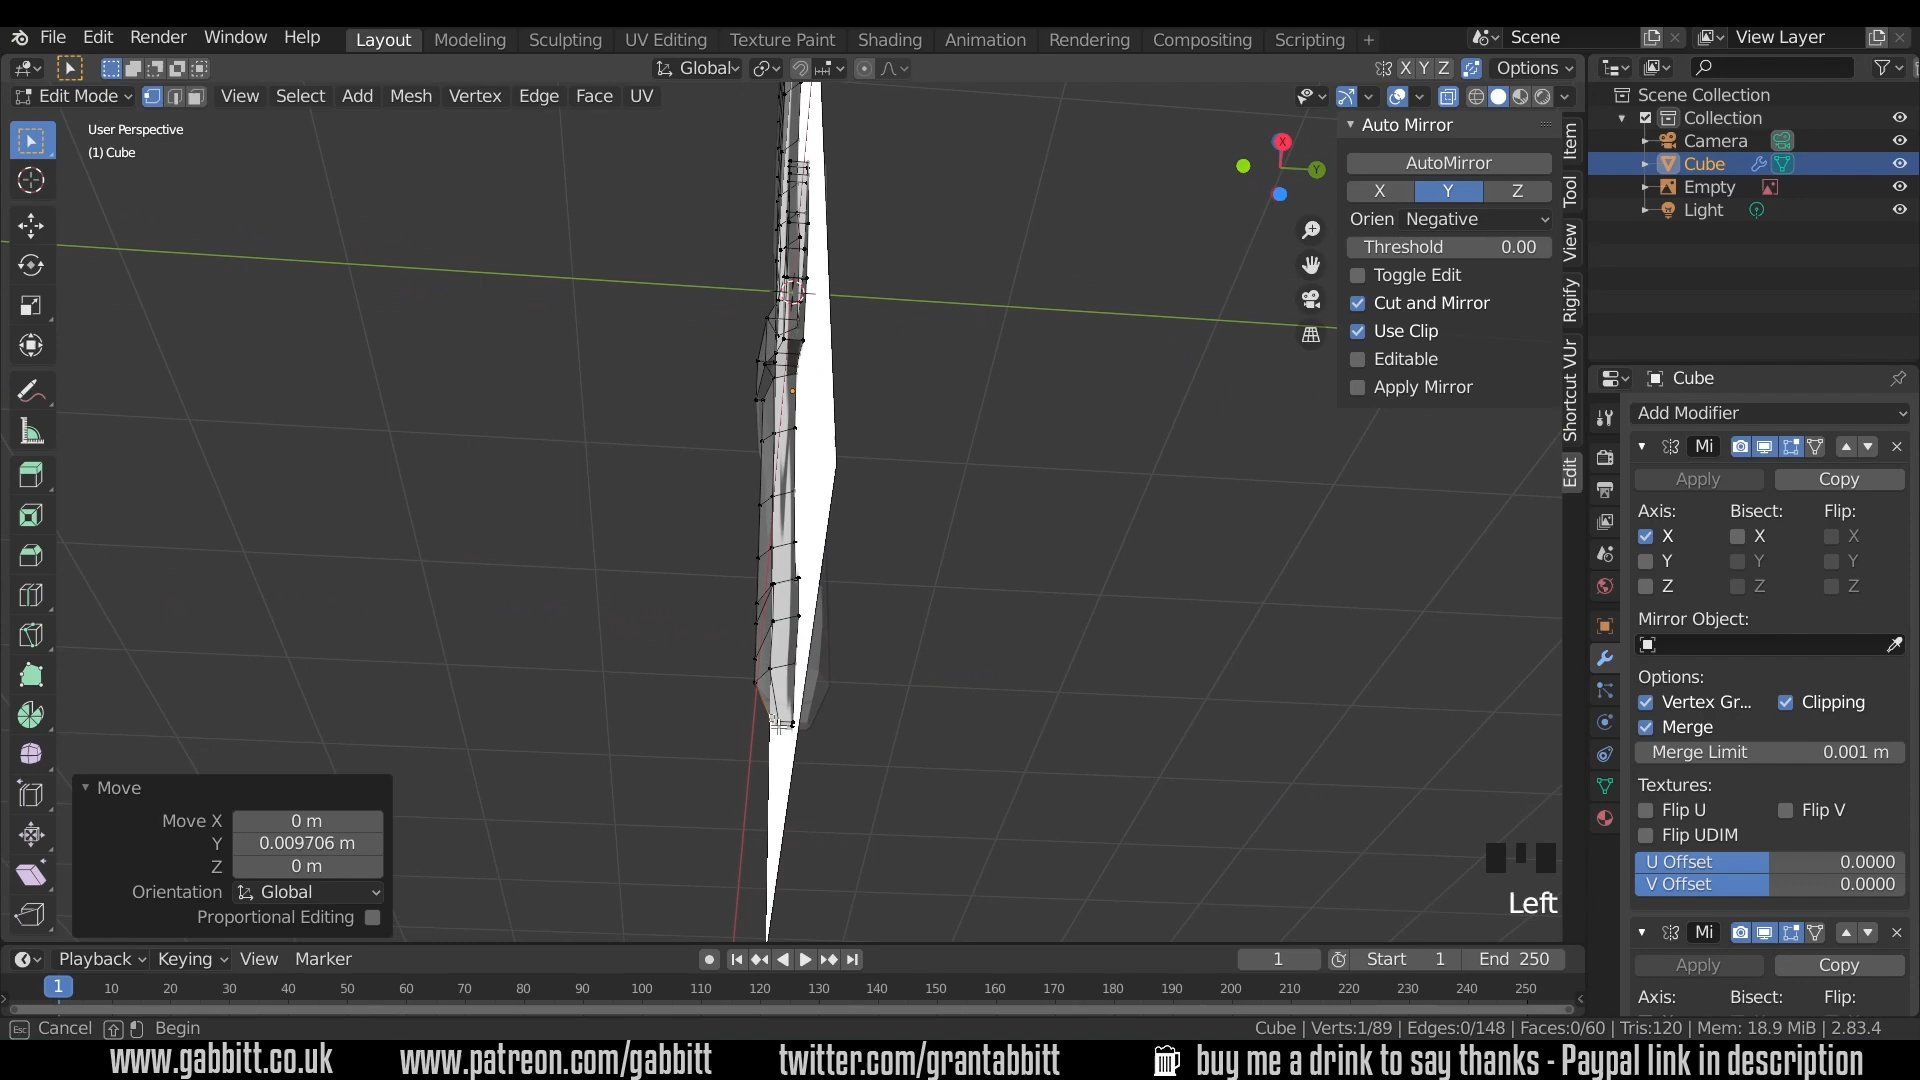 File Edit Render Window Help Layout Modeling Sculpting UV Editing Texture Paint Shading Animation Rendering Compositing Scripting + Scene View Layer
Global X Y Z Options
Edit Mode View Select Add Mesh Vertex Edge Face UV
User Perspective
(1) Cube
X
Y
Auto Mirror
AutoMirror
X Y Z
Orien Negative
Threshold 0.00
Toggle Edit
Cut and Mirror
Use Clip
Editable
Apply Mirror
Item
Tool
View
Rigify
Shortcut VUr
Edit
Scene Collection
Collection
Camera
Cube
Empty
Light
Cube
Add Modifier
Mi
Apply Copy
Axis: Bisect: Flip:
X X X
Y Y Y
Z Z Z
Mirror Object:
Options:
Vertex Gr... Clipping
Merge
Merge Limit 0.001 m
Textures:
Flip U Flip V
Flip UDIM
U Offset 0.0000
V Offset 0.0000
Mi
Apply Copy
Axis: Bisect: Flip:
Move
Move X 0 m
Y 0.009706 m
Z 0 m
Orientation Global
Proportional Editing
Left
Playback Keying View Marker 1 Start 1 End 250
1 10 20 30 40 50 60 70 80 90 100 110 120 130 140 150 160 170 180 190 200 210 220 230 240 250
Esc Cancel Begin Cube | Verts:1/89 | Edges:0/148 | Faces:0/60 | Tris:120 | Mem: 18.9 MiB | 2.83.4
www.gabbitt.co.uk www.patreon.com/gabbitt twitter.com/grantabbitt buy me a drink to say thanks - Paypal link in description